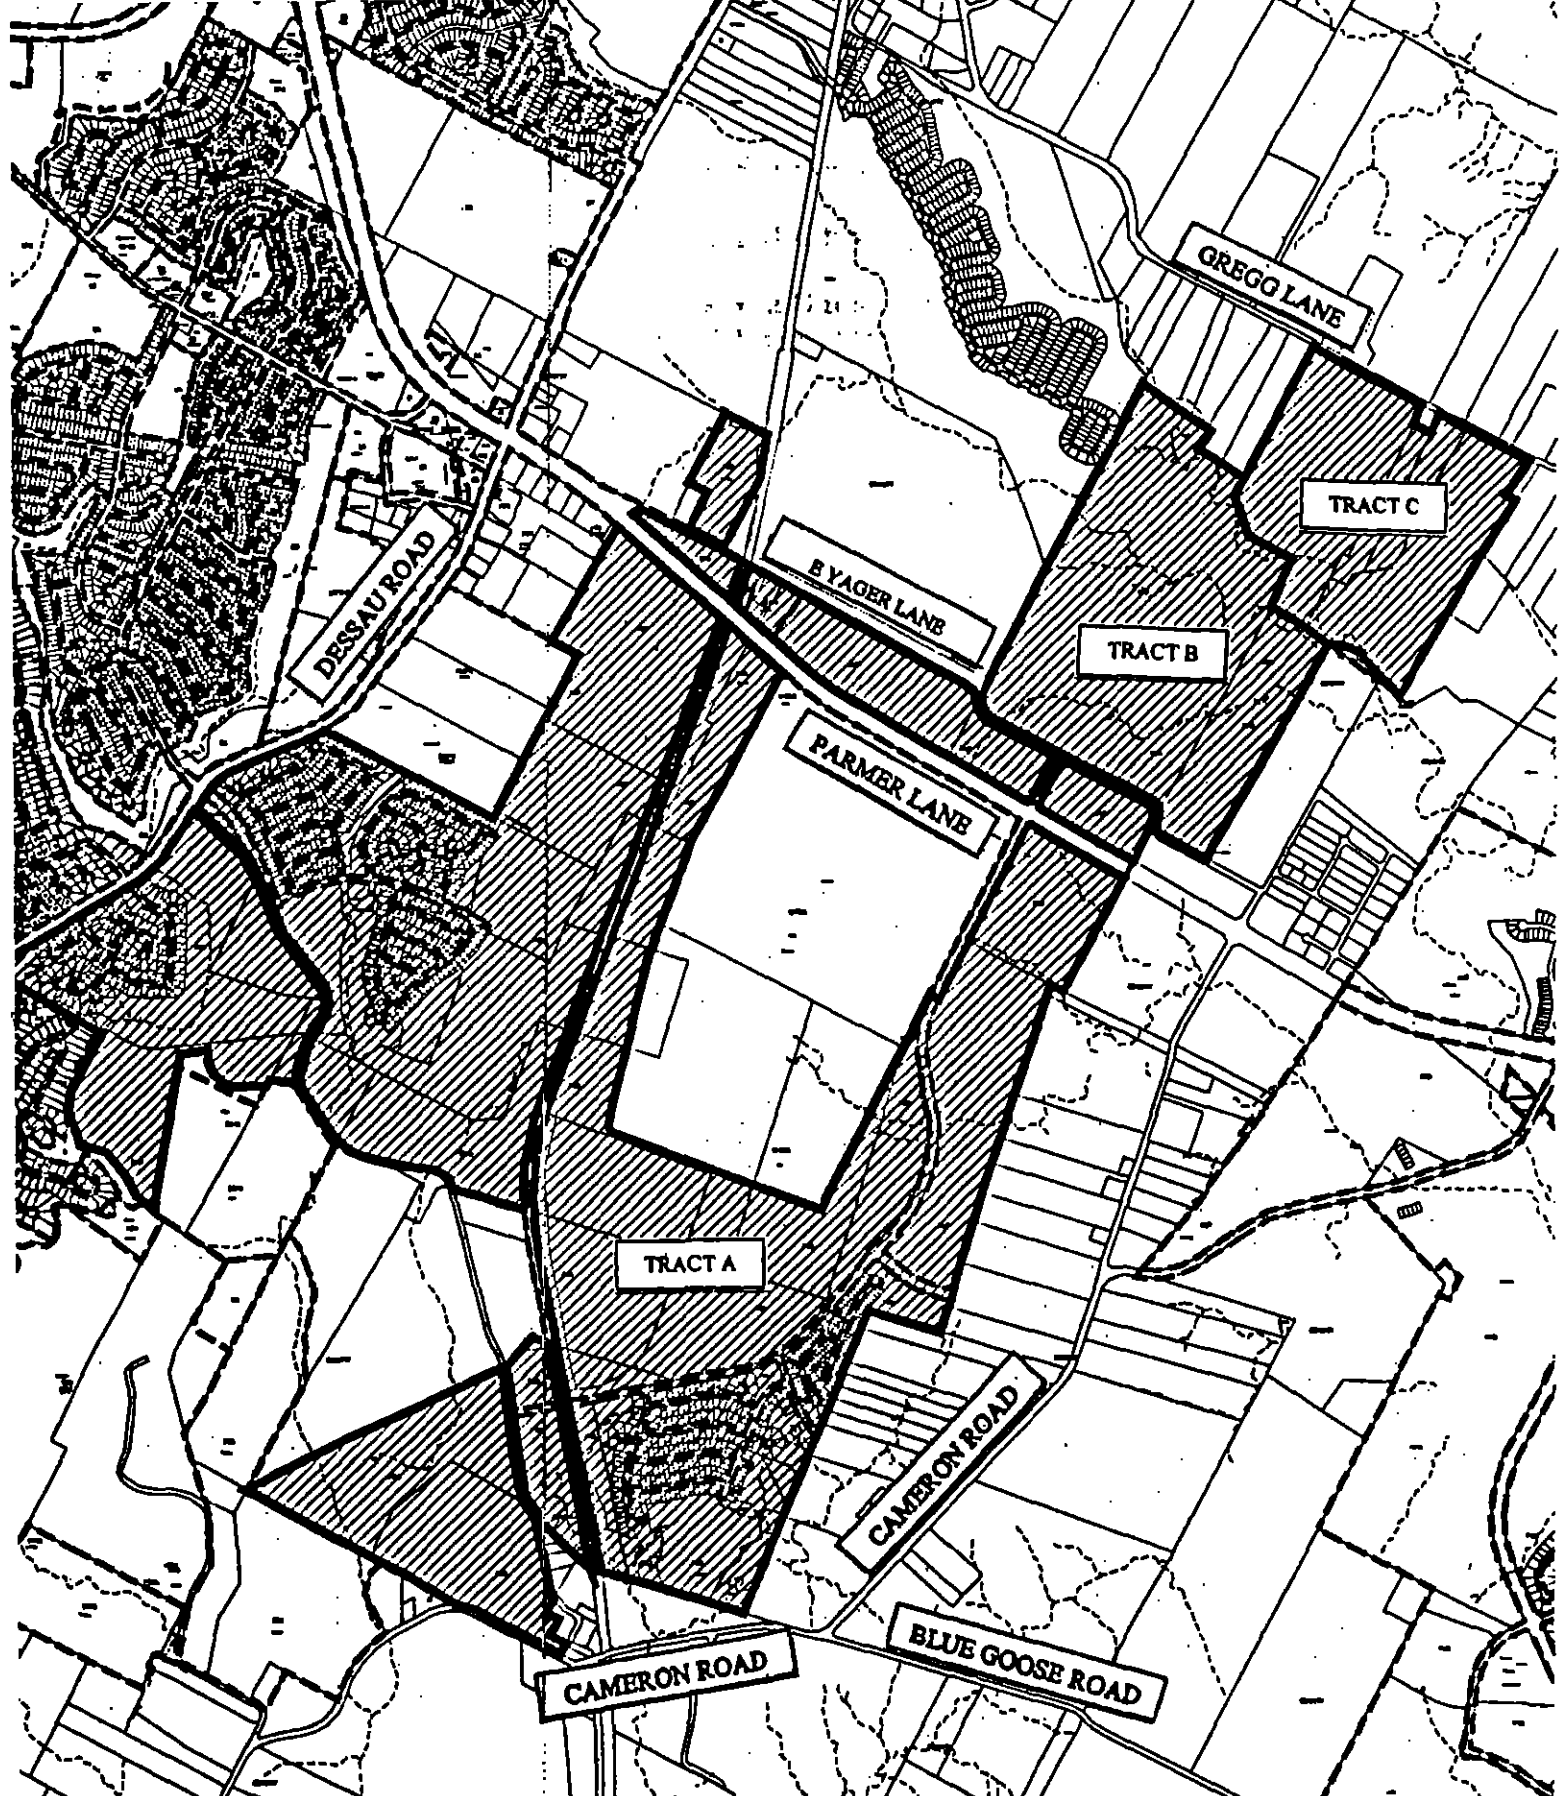 GREGG LANE
TRACT C
DESSAU ROAD
E YAGER LANE
TRACT B
PARMER LANE
TRACT A
CAMERON ROAD
BLUE GOOSE ROAD
CAMERON ROAD